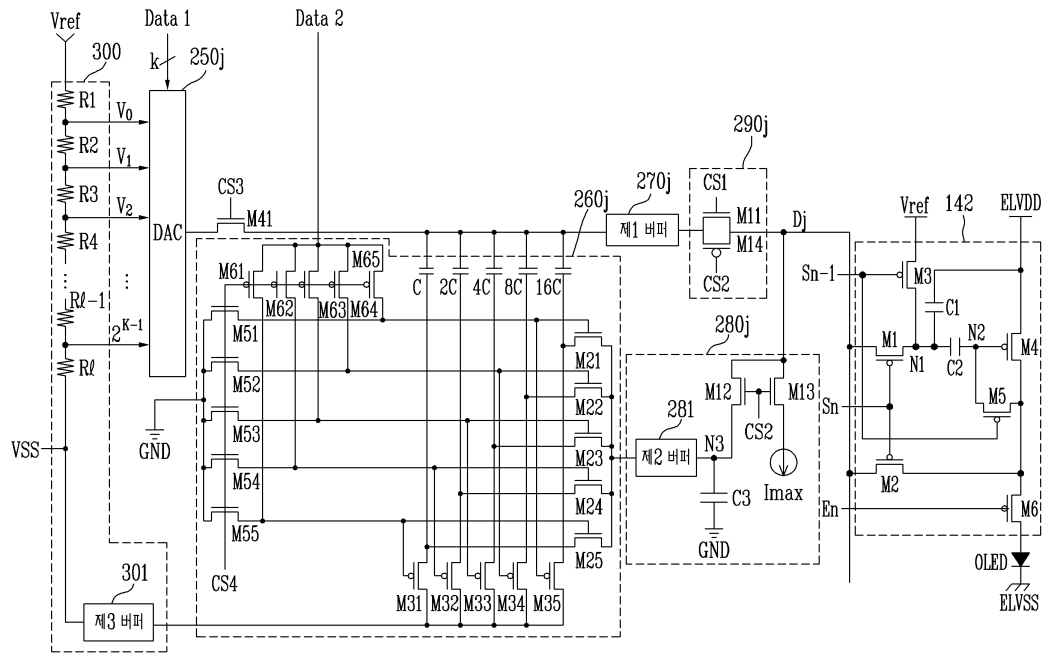 Vref
Data 1
Data 2
300
k
250j
R1
V0
R2
V1
R3
V2
R4
DAC
Rℓ-1
2K-1
Rℓ
VSS
GND
CS3
M41
260j
270j
제1 버퍼
290j
CS1
M11
M14
CS2
Dj
Vref
142
ELVDD
Sn-1
M3
C1
M1
N1
C2
N2
M4
M5
Sn
M2
En
M6
OLED
ELVSS
C
2C
4C
8C
16C
M61
M62
M63
M64
M65
M51
M52
M53
M54
M55
CS4
M21
M22
M23
M24
M25
M31
M32
M33
M34
M35
280j
M12
M13
CS2
281
제2 버퍼
N3
C3
GND
Imax
301
제3 버퍼